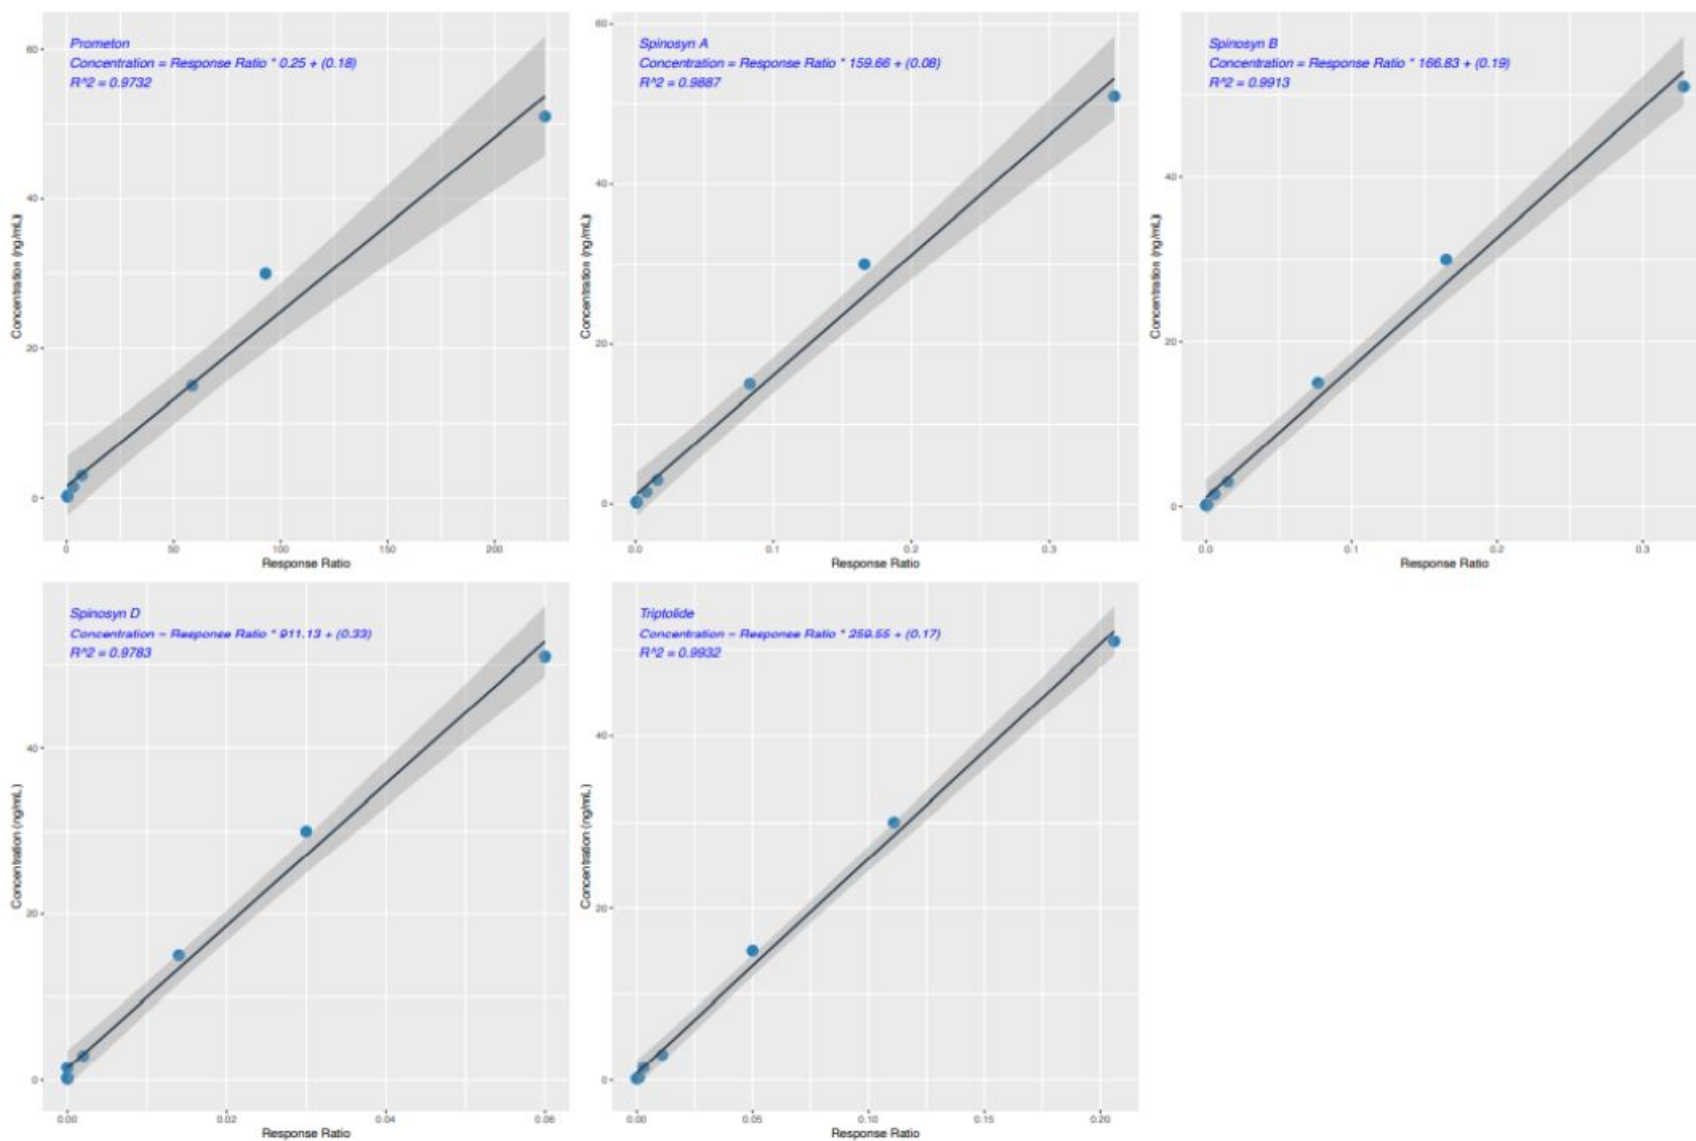 Prometon
Concentration = Response Ratio * 0.25 + (0.18)
R^2 = 0.9732
60
40
20
0
Concentration (ng/mL)
0 50 100 150 200
Response Ratio
Spinosyn A
Concentration = Response Ratio * 159.66 + (0.08)
R^2 = 0.9887
60
40
20
0
Concentration (ng/mL)
0.0 0.1 0.2 0.3
Response Ratio
Spinosyn B
Concentration = Response Ratio * 166.83 + (0.19)
R^2 = 0.9913
40
20
0
Concentration (ng/mL)
0.0 0.1 0.2 0.3
Response Ratio
Spinosyn D
Concentration = Response Ratio * 911.13 + (0.33)
R^2 = 0.9783
40
20
0
Concentration (ng/mL)
0.00 0.02 0.04 0.06
Response Ratio
Triptolide
Concentration = Response Ratio * 259.55 + (0.17)
R^2 = 0.9932
40
20
0
Concentration (ng/mL)
0.00 0.05 0.10 0.15 0.20
Response Ratio